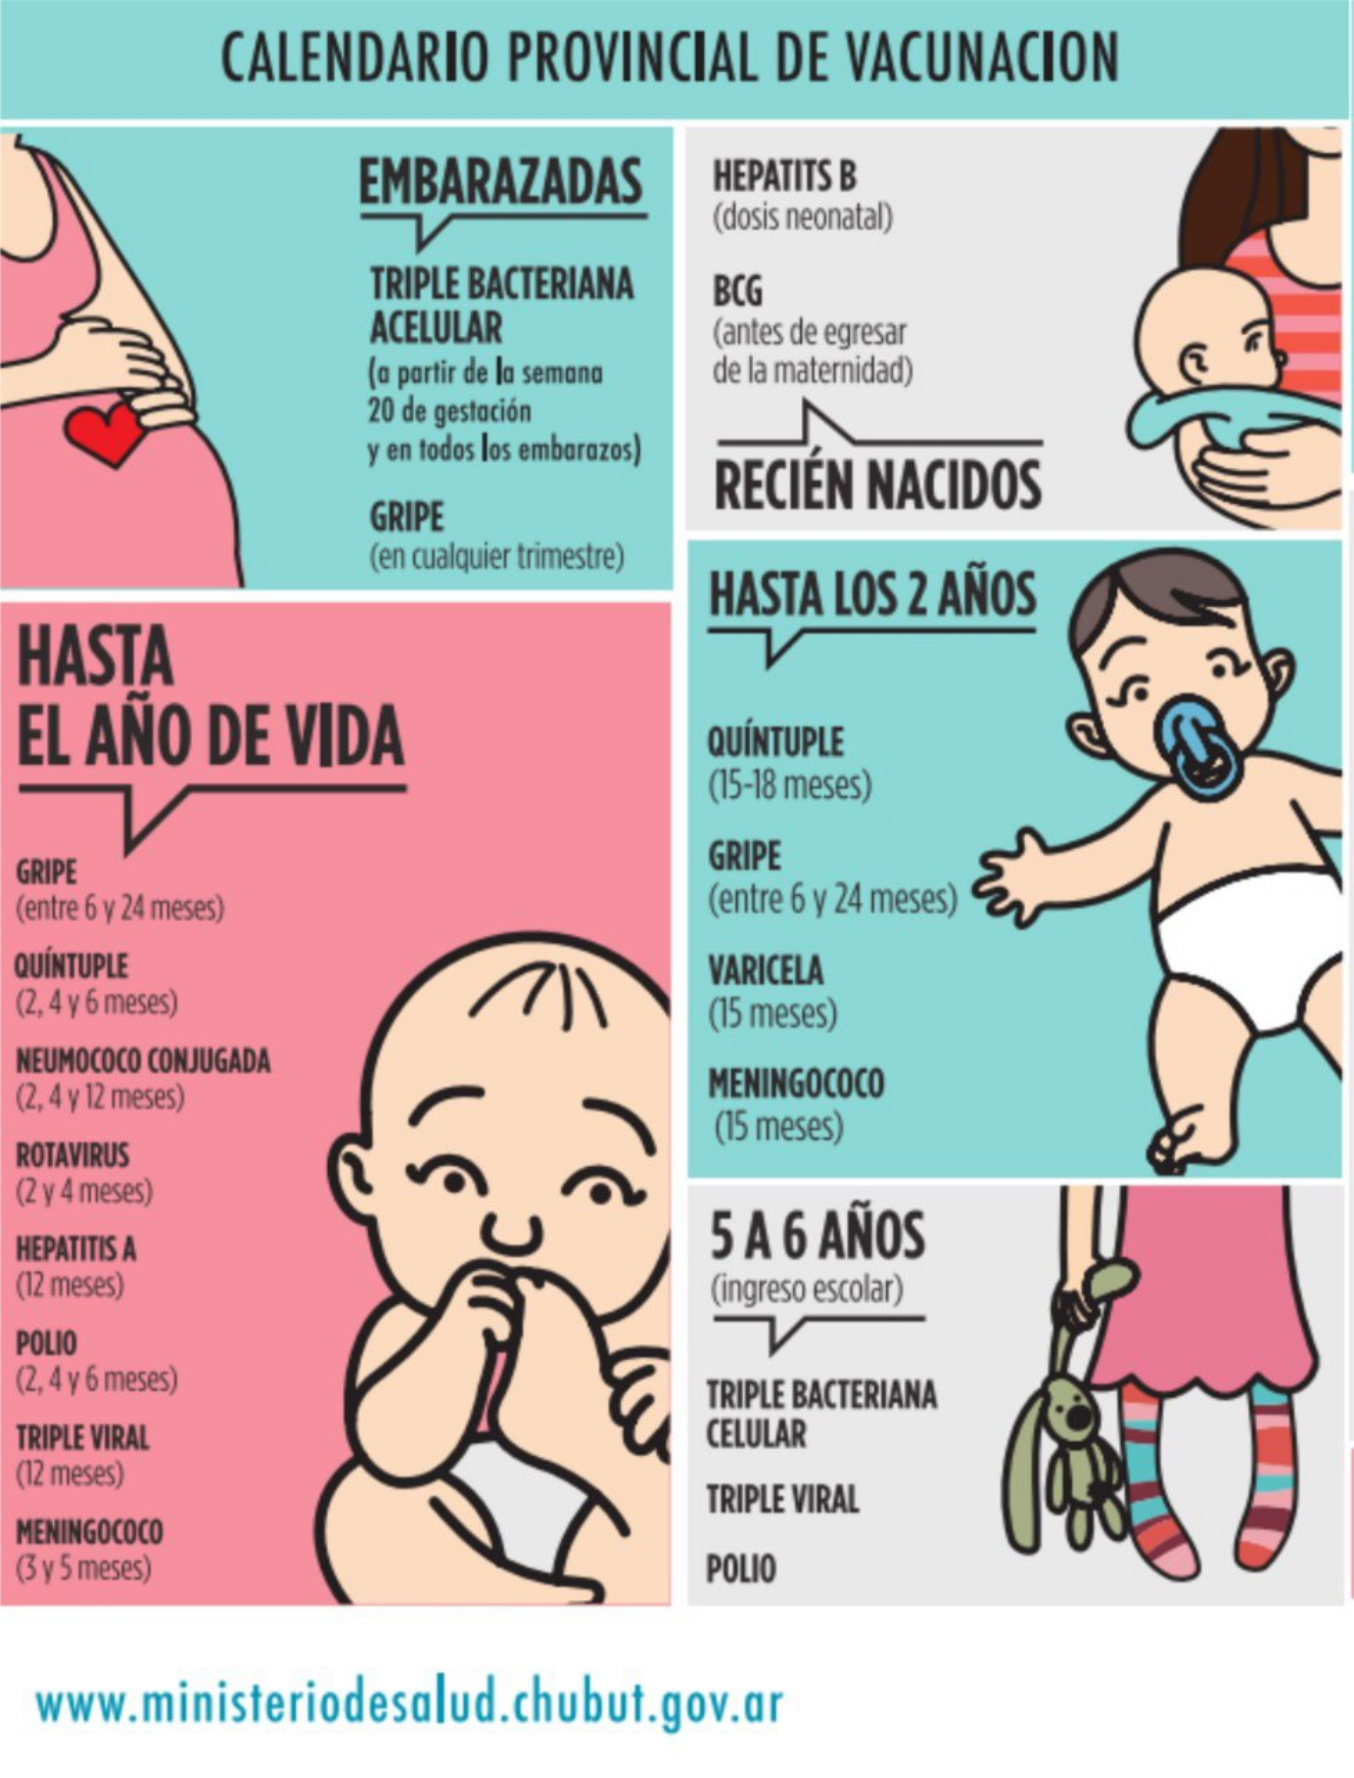 CALENDARIO PROVINCIAL DE VACUNACION
EMBARAZADAS
TRIPLE BACTERIANA
ACELULAR
(a partir de la semana
20 de gestación
y en todos los embarazos)
GRIPE
(en cualquier trimestre)
HEPATITS B
(dosis neonatal)
BCG
(antes de egresar
de la maternidad)
RECIÉN NACIDOS
HASTA
EL AÑO DE VIDA
GRIPE
(entre 6 y 24 meses)
QUÍNTUPLE
(2, 4 y 6 meses)
NEUMOCOCO CONJUGADA
(2, 4 y 12 meses)
ROTAVIRUS
(2 y 4 meses)
HEPATITIS A
(12 meses)
POLIO
(2, 4 y 6 meses)
TRIPLE VIRAL
(12 meses)
MENINGOCOCO
(3 y 5 meses)
HASTA LOS 2 AÑOS
QUÍNTUPLE
(15-18 meses)
GRIPE
(entre 6 y 24 meses)
VARICELA
(15 meses)
MENINGOCOCO
(15 meses)
5 A 6 AÑOS
(ingreso escolar)
TRIPLE BACTERIANA
CELULAR
TRIPLE VIRAL
POLIO
www.ministeriodesalud.chubut.gov.ar